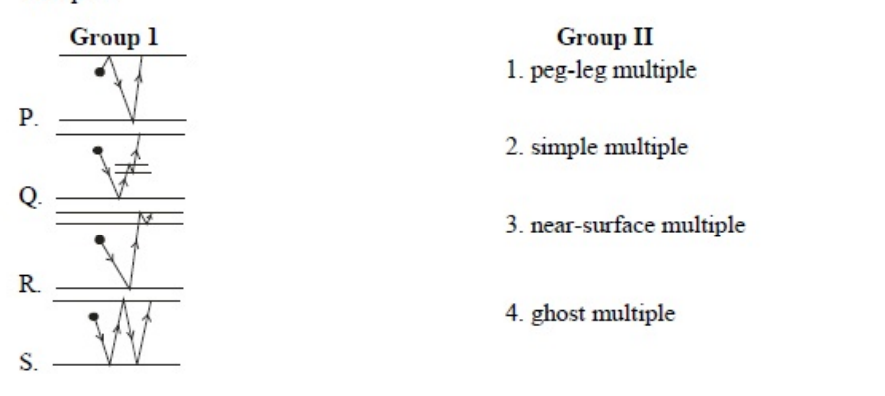 Group 1
Group II
1. peg-leg multiple
P.
2. simple multiple
Q.
3. near-surface multiple
R.
4. ghost multiple
S.